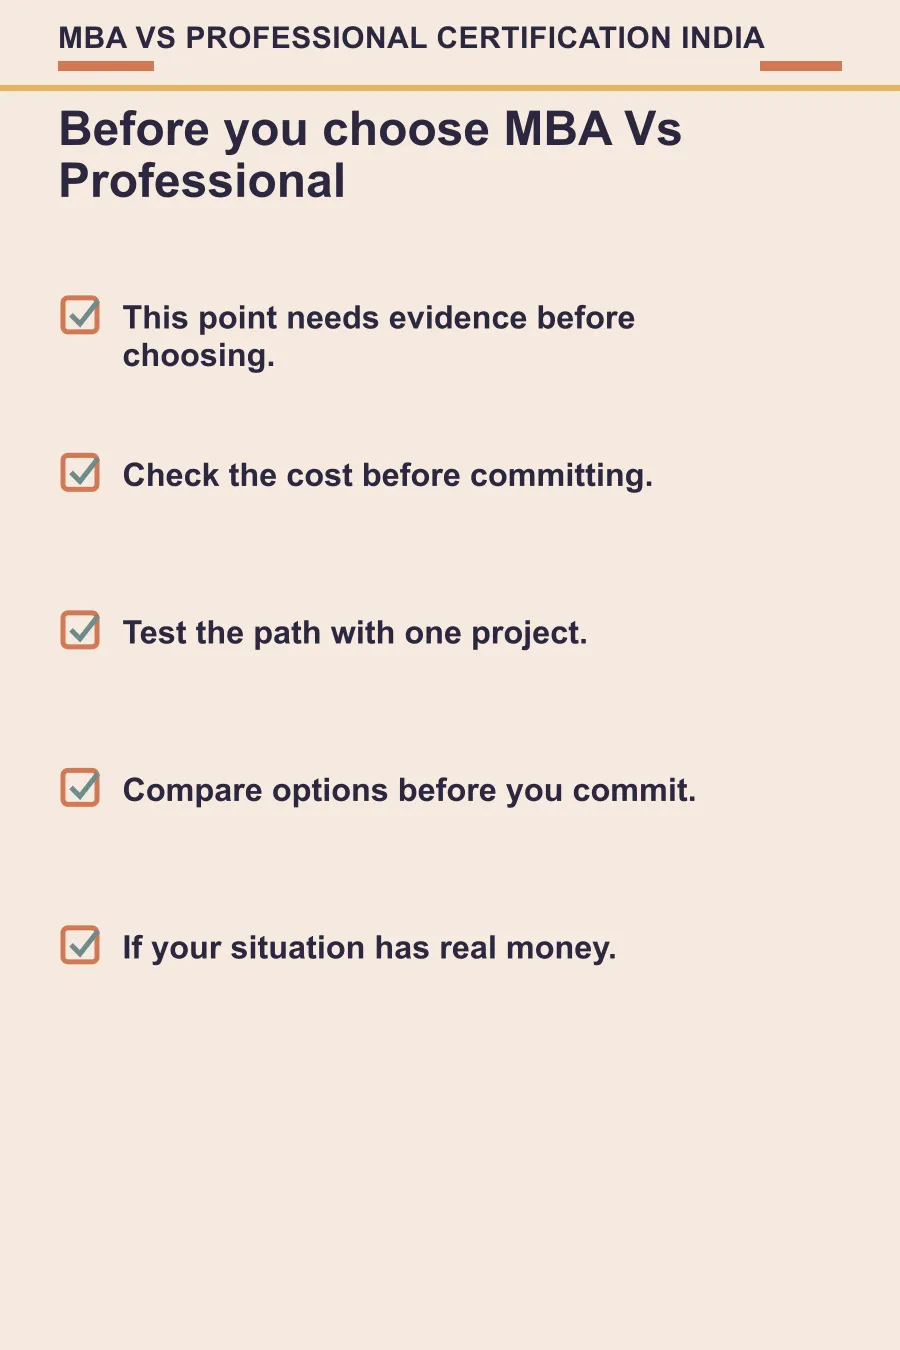 MBA VS PROFESSIONAL CERTIFICATION INDIA
Before you choose MBA Vs
Professional
This point needs evidence before
choosing.
Check the cost before committing.
Test the path with one project.
Compare options before you commit.
If your situation has real money.